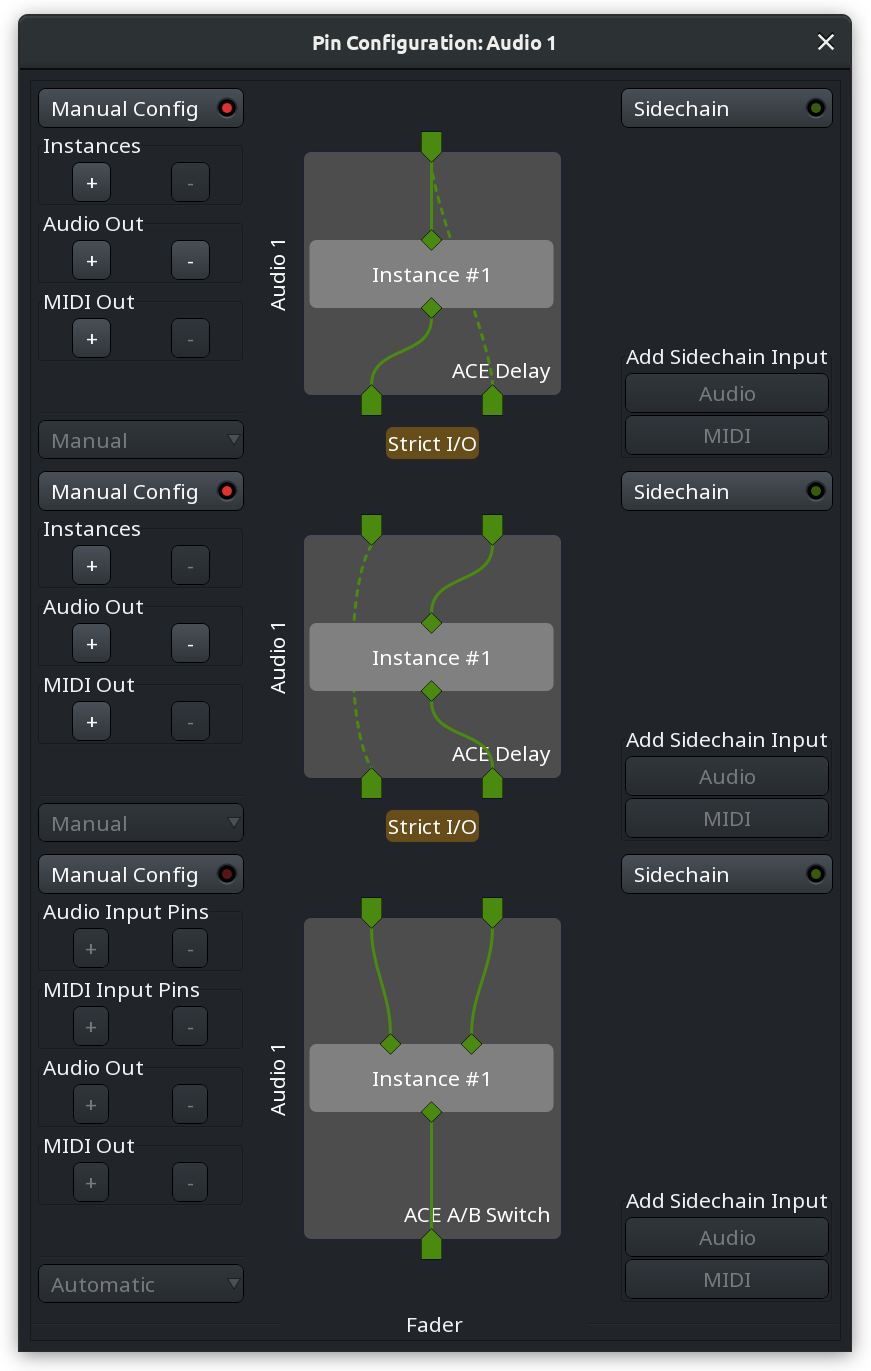 Pin Configuration: Audio 1
Manual Config
Sidechain
Instances
+ -
Audio Out
+ -
MIDI Out
+ -
Manual
Audio 1
Instance #1
ACE Delay
Strict I/O
Add Sidechain Input
Audio
MIDI
Manual Config
Sidechain
Instances
+ -
Audio Out
+ -
MIDI Out
+ -
Manual
Audio 1
Instance #1
ACE Delay
Strict I/O
Add Sidechain Input
Audio
MIDI
Manual Config
Sidechain
Audio Input Pins
+ -
MIDI Input Pins
+ -
Audio Out
+ -
MIDI Out
+ -
Automatic
Audio 1
Instance #1
ACE A/B Switch
Add Sidechain Input
Audio
MIDI
Fader